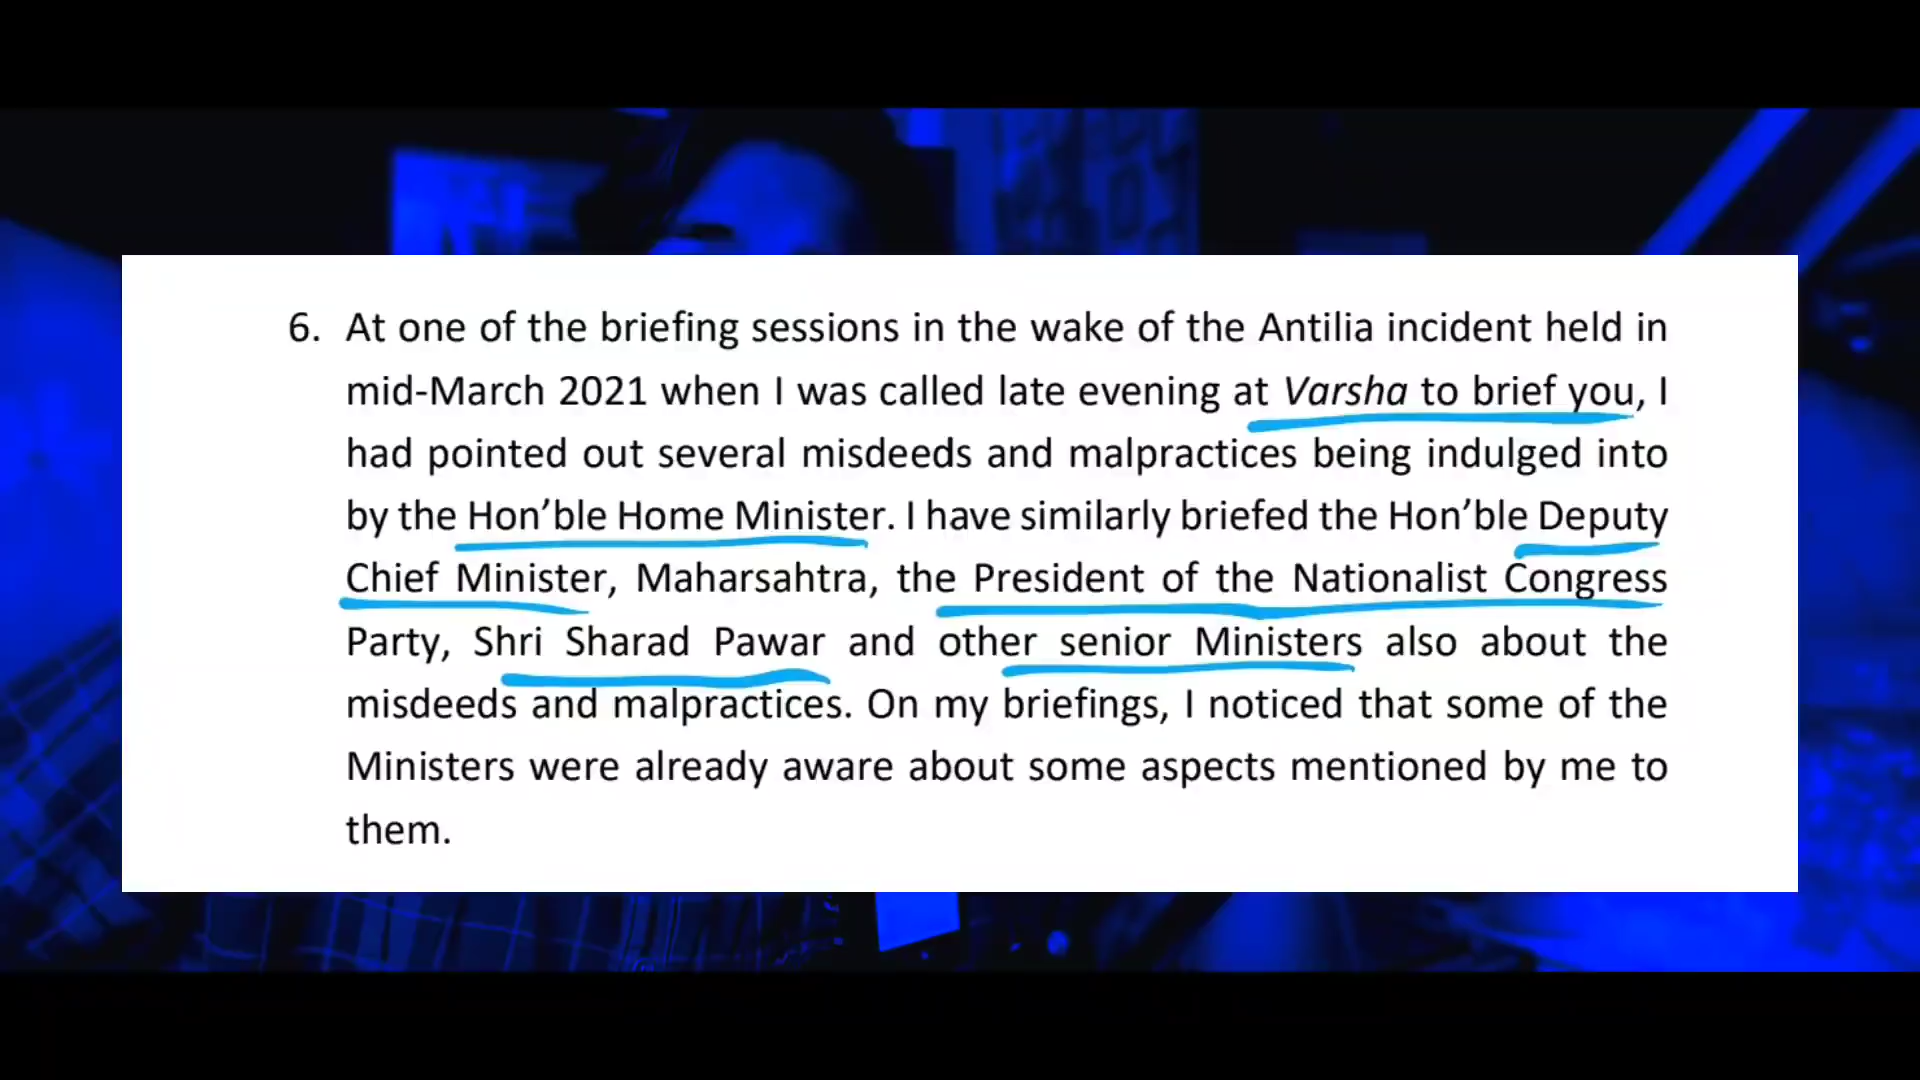 6. At one of the briefing sessions in the wake of the Antilia incident held in
mid-March 2021 when I was called late evening at Varsha to brief you, I
had pointed out several misdeeds and malpractices being indulged into
by the Hon’ble Home Minister. I have similarly briefed the Hon’ble Deputy
Chief Minister, Maharsahtra, the President of the Nationalist Congress
Party, Shri Sharad Pawar and other senior Ministers also about the
misdeeds and malpractices. On my briefings, I noticed that some of the
Ministers were already aware about some aspects mentioned by me to
them.